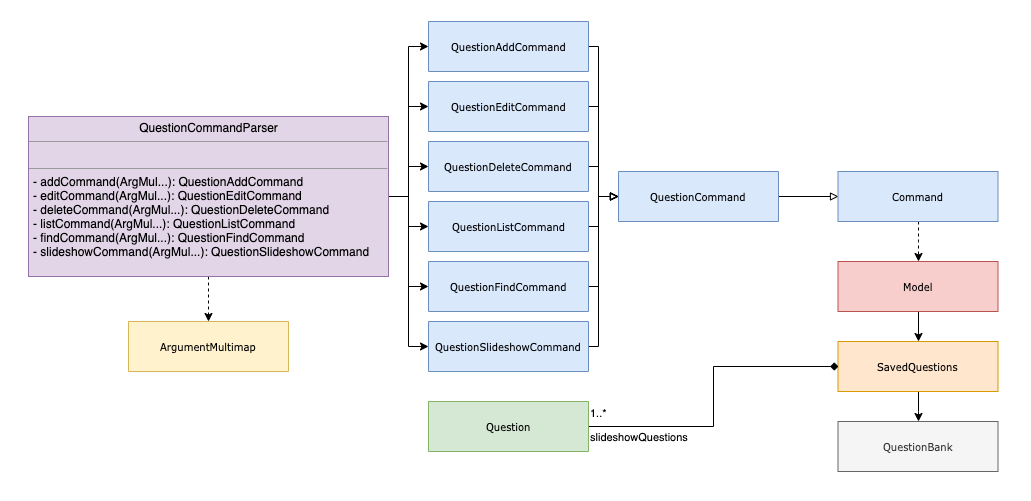 QuestionAddCommand
QuestionEditCommand
QuestionCommandParser
- addCommand(ArgMul...): QuestionAddCommand
- editCommand(ArgMul...): QuestionEditCommand
- deleteCommand(ArgMul...): QuestionDeleteCommand
- listCommand(ArgMul...): QuestionListCommand
- findCommand(ArgMul...): QuestionFindCommand
- slideshowCommand(ArgMul...): QuestionSlideshowCommand
QuestionDeleteCommand
QuestionListCommand
QuestionFindCommand
QuestionSlideshowCommand
QuestionCommand
Command
Model
ArgumentMultimap
SavedQuestions
Question
1..*
slideshowQuestions
QuestionBank